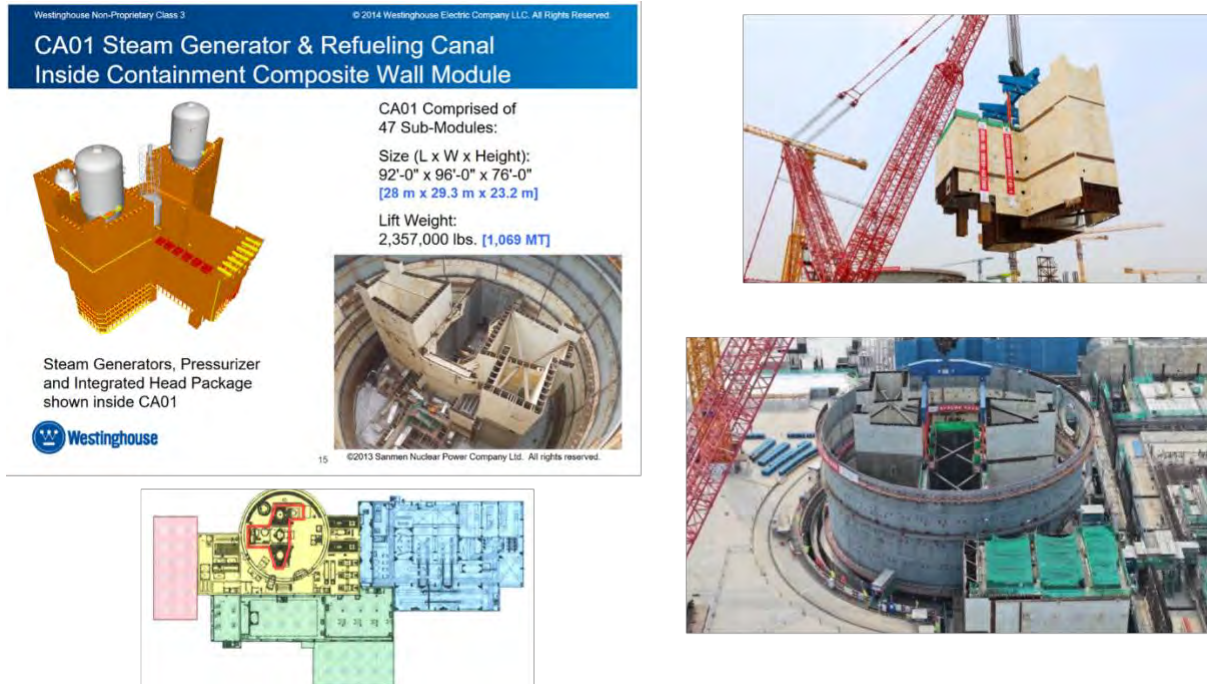 Westinghouse Non-Proprietary Class 3
© 2014 Westinghouse Electric Company LLC. All Rights Reserved.
CA01 Steam Generator & Refueling Canal
Inside Containment Composite Wall Module
CA01 Comprised of
47 Sub-Modules:
Size (L x W x Height):
92'-0" x 96'-0" x 76'-0"
[28 m x 29.3 m x 23.2 m]
Lift Weight:
2,357,000 lbs. [1,069 MT]
Steam Generators, Pressurizer
and Integrated Head Package
shown inside CA01
Westinghouse
15
©2013 Sanmen Nuclear Power Company Ltd. All rights reserved.